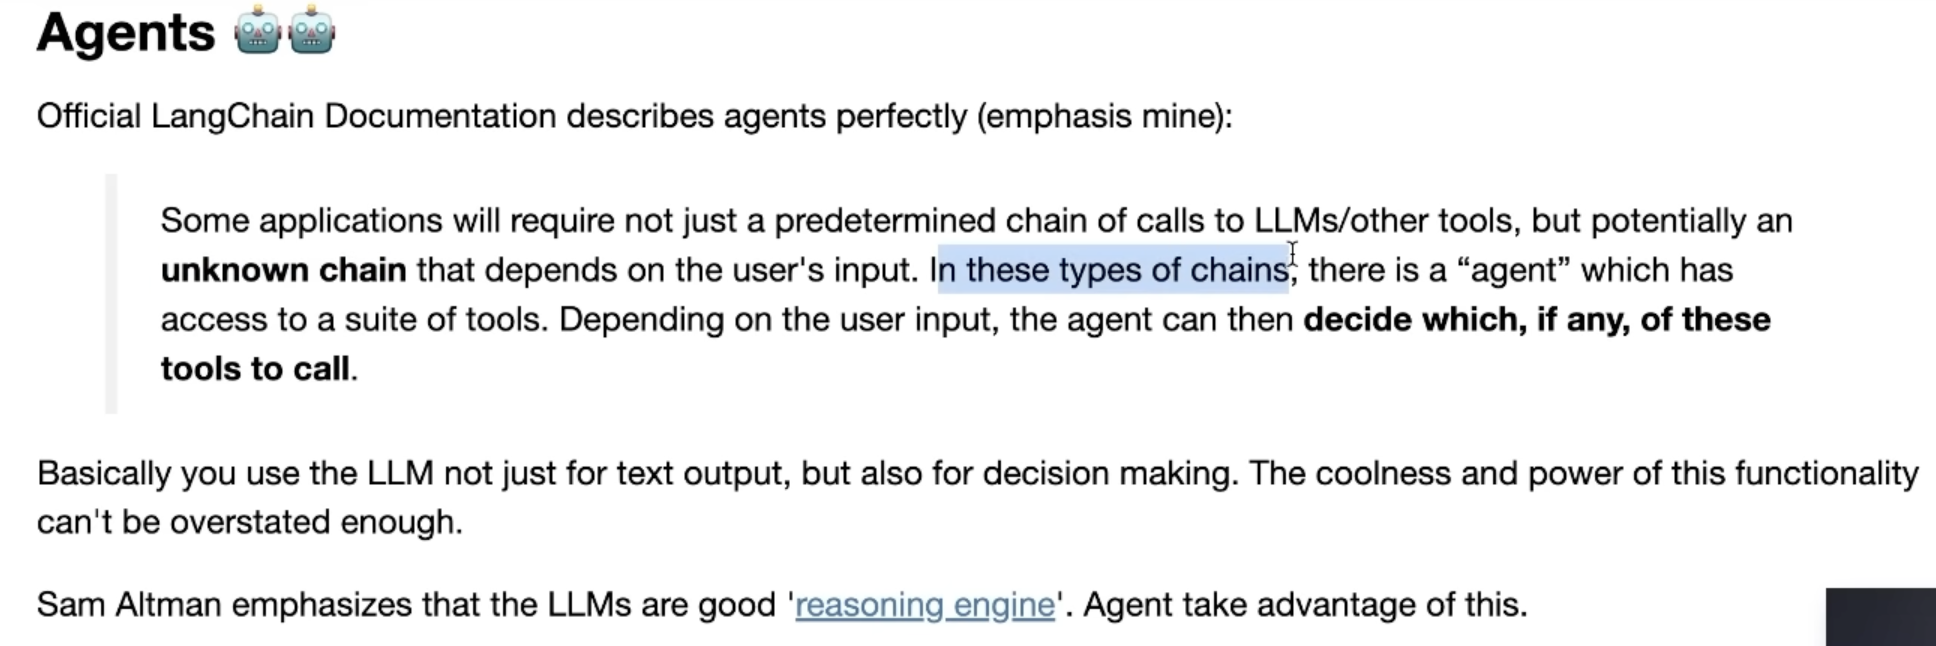 Agents 🤖🤖
Official LangChain Documentation describes agents perfectly (emphasis mine):
Some applications will require not just a predetermined chain of calls to LLMs/other tools, but potentially an
unknown chain that depends on the user's input. In these types of chains, there is a “agent” which has
access to a suite of tools. Depending on the user input, the agent can then decide which, if any, of these
tools to call.
Basically you use the LLM not just for text output, but also for decision making. The coolness and power of this functionality
can't be overstated enough.
Sam Altman emphasizes that the LLMs are good 'reasoning engine'. Agent take advantage of this.